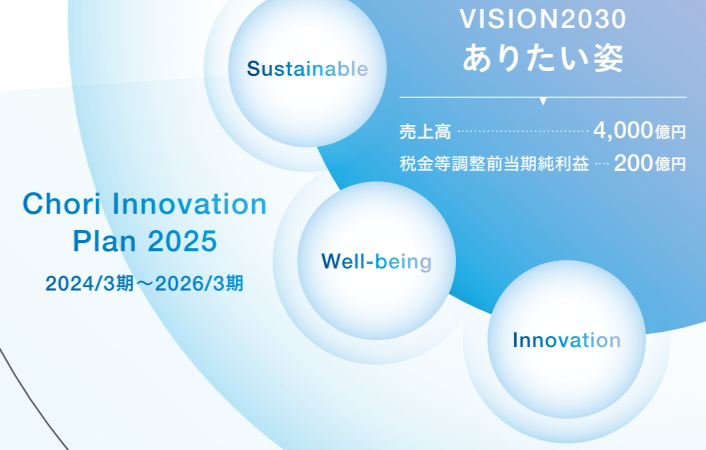 VISION2030
ありたい姿
売上高 4,000億円
税金等調整前当期純利益 200億円
Sustainable
Well-being
Innovation
Chori Innovation
Plan 2025
2024/3期～2026/3期